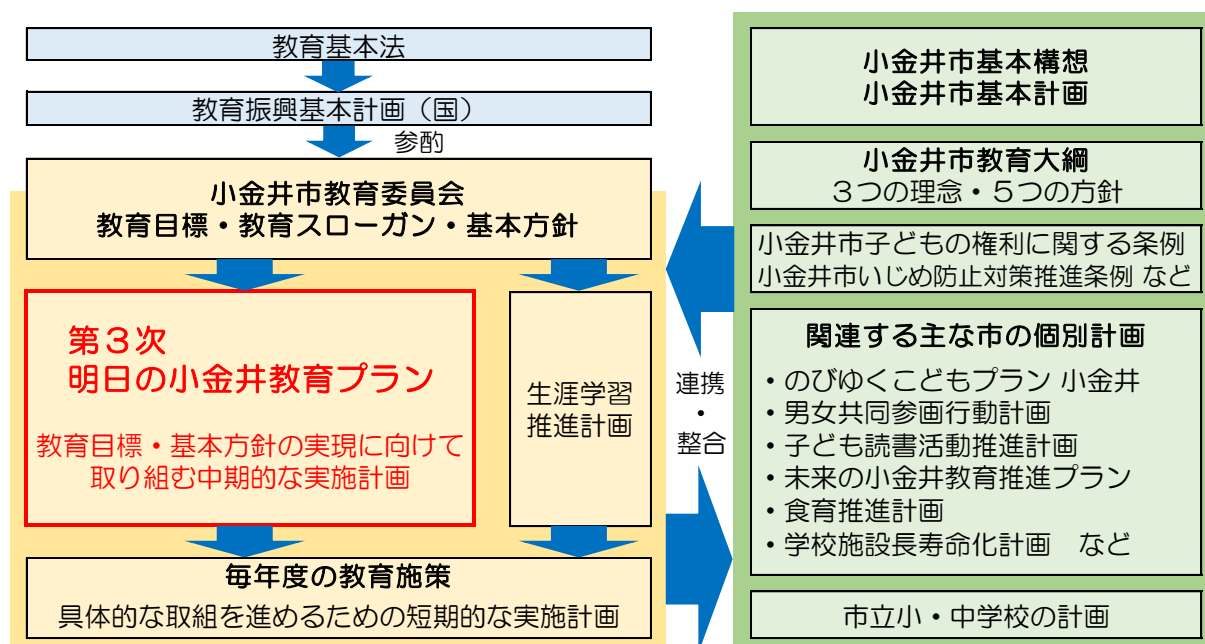 教育基本法
教育振興基本計画（国）
参酌
小金井市教育委員会
教育目標・教育スローガン・基本方針
第３次
明日の小金井教育プラン
教育目標・基本方針の実現に向けて
取り組む中期的な実施計画
生涯学習
推進計画
毎年度の教育施策
具体的な取組を進めるための短期的な実施計画
連携
・
整合
小金井市基本構想
小金井市基本計画
小金井市教育大綱
３つの理念・５つの方針
小金井市子どもの権利に関する条例
小金井市いじめ防止対策推進条例 など
関連する主な市の個別計画
・のびゆくこどもプラン 小金井
・男女共同参画行動計画
・子ども読書活動推進計画
・未来の小金井教育推進プラン
・食育推進計画
・学校施設長寿命化計画　など
市立小・中学校の計画